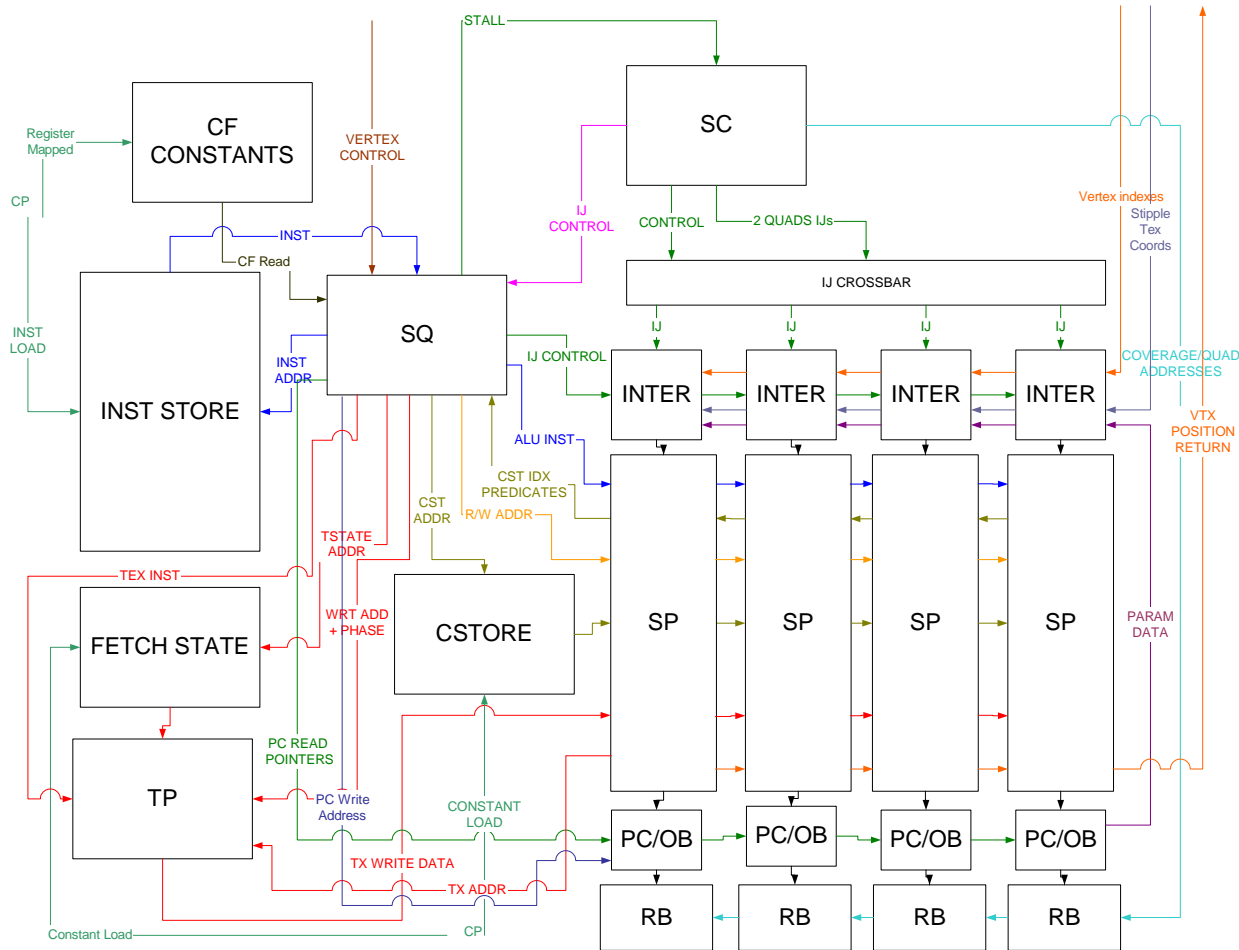 STALL
SC
CF
CONSTANTS
Register
Mapped
VERTEX
CONTROL
CP
Vertex indexes
Stipple
Tex
Coords
IJ
CONTROL
CONTROL
2 QUADS IJs
INST
CF Read
IJ CROSSBAR
SQ
IJ
IJ
IJ
IJ
INST
LOAD
INST
ADDR
IJ CONTROL
COVERAGE/QUAD
ADDRESSES
INST STORE
INTER
INTER
INTER
INTER
VTX
POSITION
RETURN
ALU INST
CST IDX
PREDICATES
CST
ADDR
R/W ADDR
TSTATE
ADDR
TEX INST
WRT ADD
+ PHASE
CSTORE
SP
SP
SP
SP
PARAM
DATA
FETCH STATE
PC READ
POINTERS
TP
PC Write
Address
CONSTANT
LOAD
PC/OB
PC/OB
PC/OB
PC/OB
TX WRITE DATA
TX ADDR
RB
RB
RB
RB
Constant Load
CP